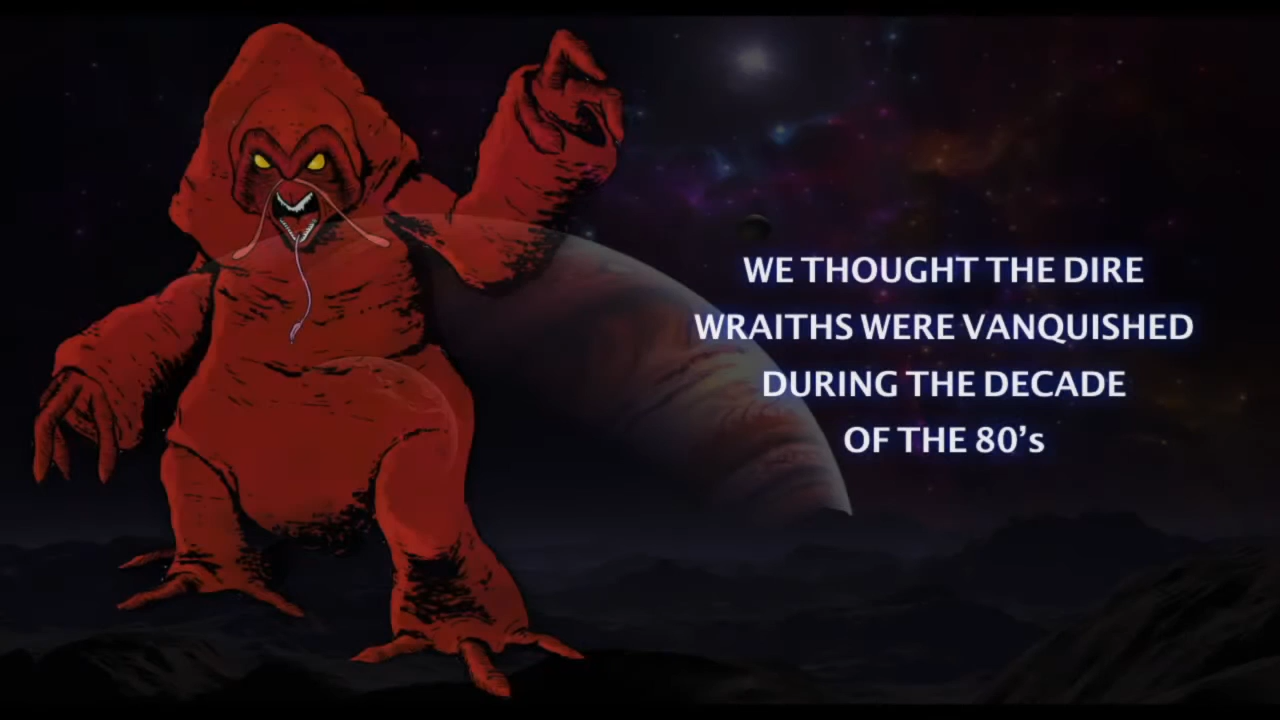 WE THOUGHT THE DIRE
WRAITHS WERE VANQUISHED
DURING THE DECADE
OF THE 80’s